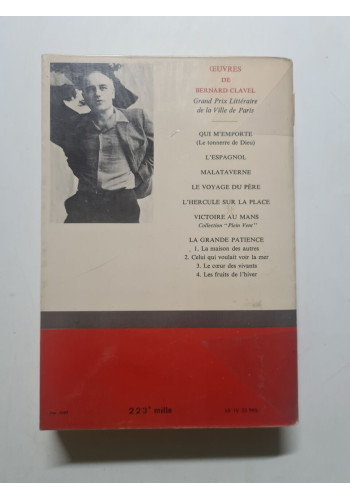 ŒUVRES
DE
BERNARD CLAVEL
Grand Prix Littéraire
de la Ville de Paris
QUI M'EMPORTE
(Le tonnerre de Dieu)
L'ESPAGNOL
MALATAVERNE
LE VOYAGE DU PÈRE
L'HERCULE SUR LA PLACE
VICTOIRE AU MANS
Collection "Plein Vent"
LA GRANDE PATIENCE
1. La maison des autres
2. Celui qui voulait voir la mer
3. Le cœur des vivants
4. Les fruits de l'hiver
223e mille